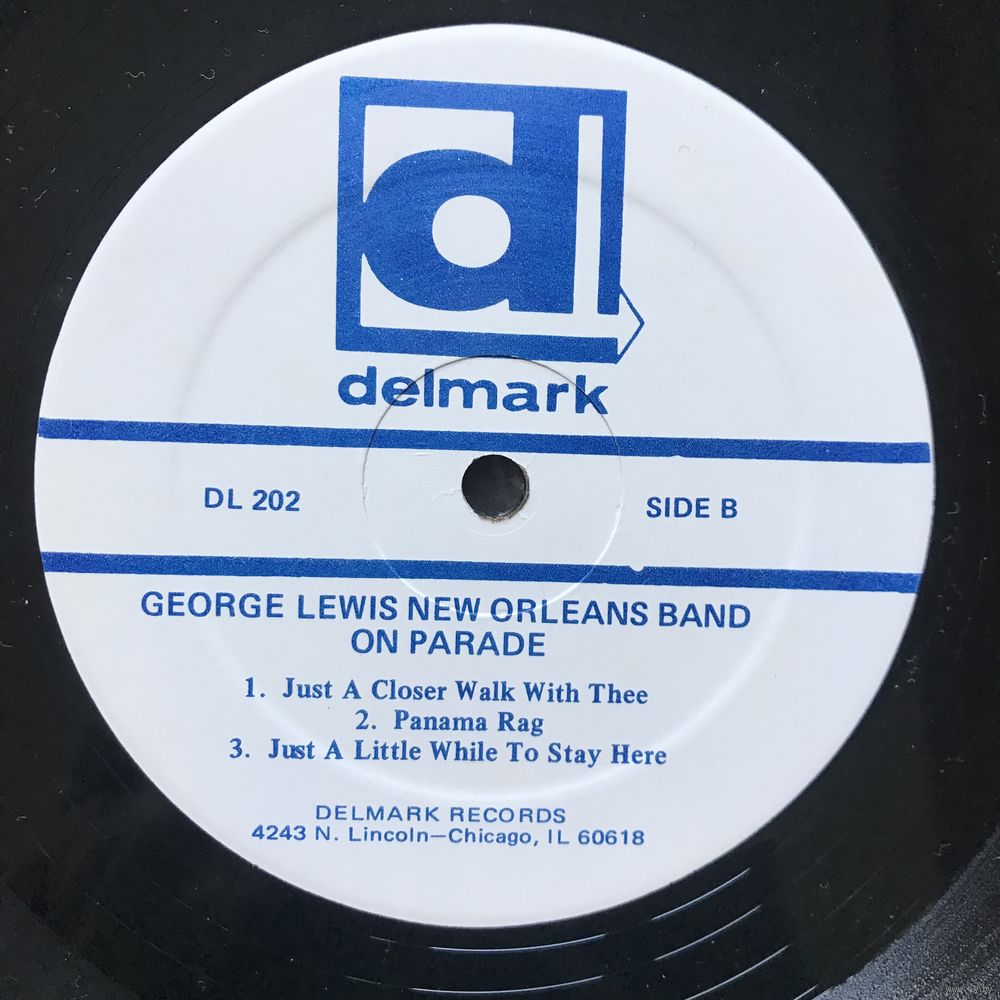 dl
delmark
DL 202
SIDE B
GEORGE LEWIS NEW ORLEANS BAND
ON PARADE
1. Just A Closer Walk With Thee
2. Panama Rag
3. Just A Little While To Stay Here
DELMARK RECORDS
4243 N. Lincoln—Chicago, IL 60618